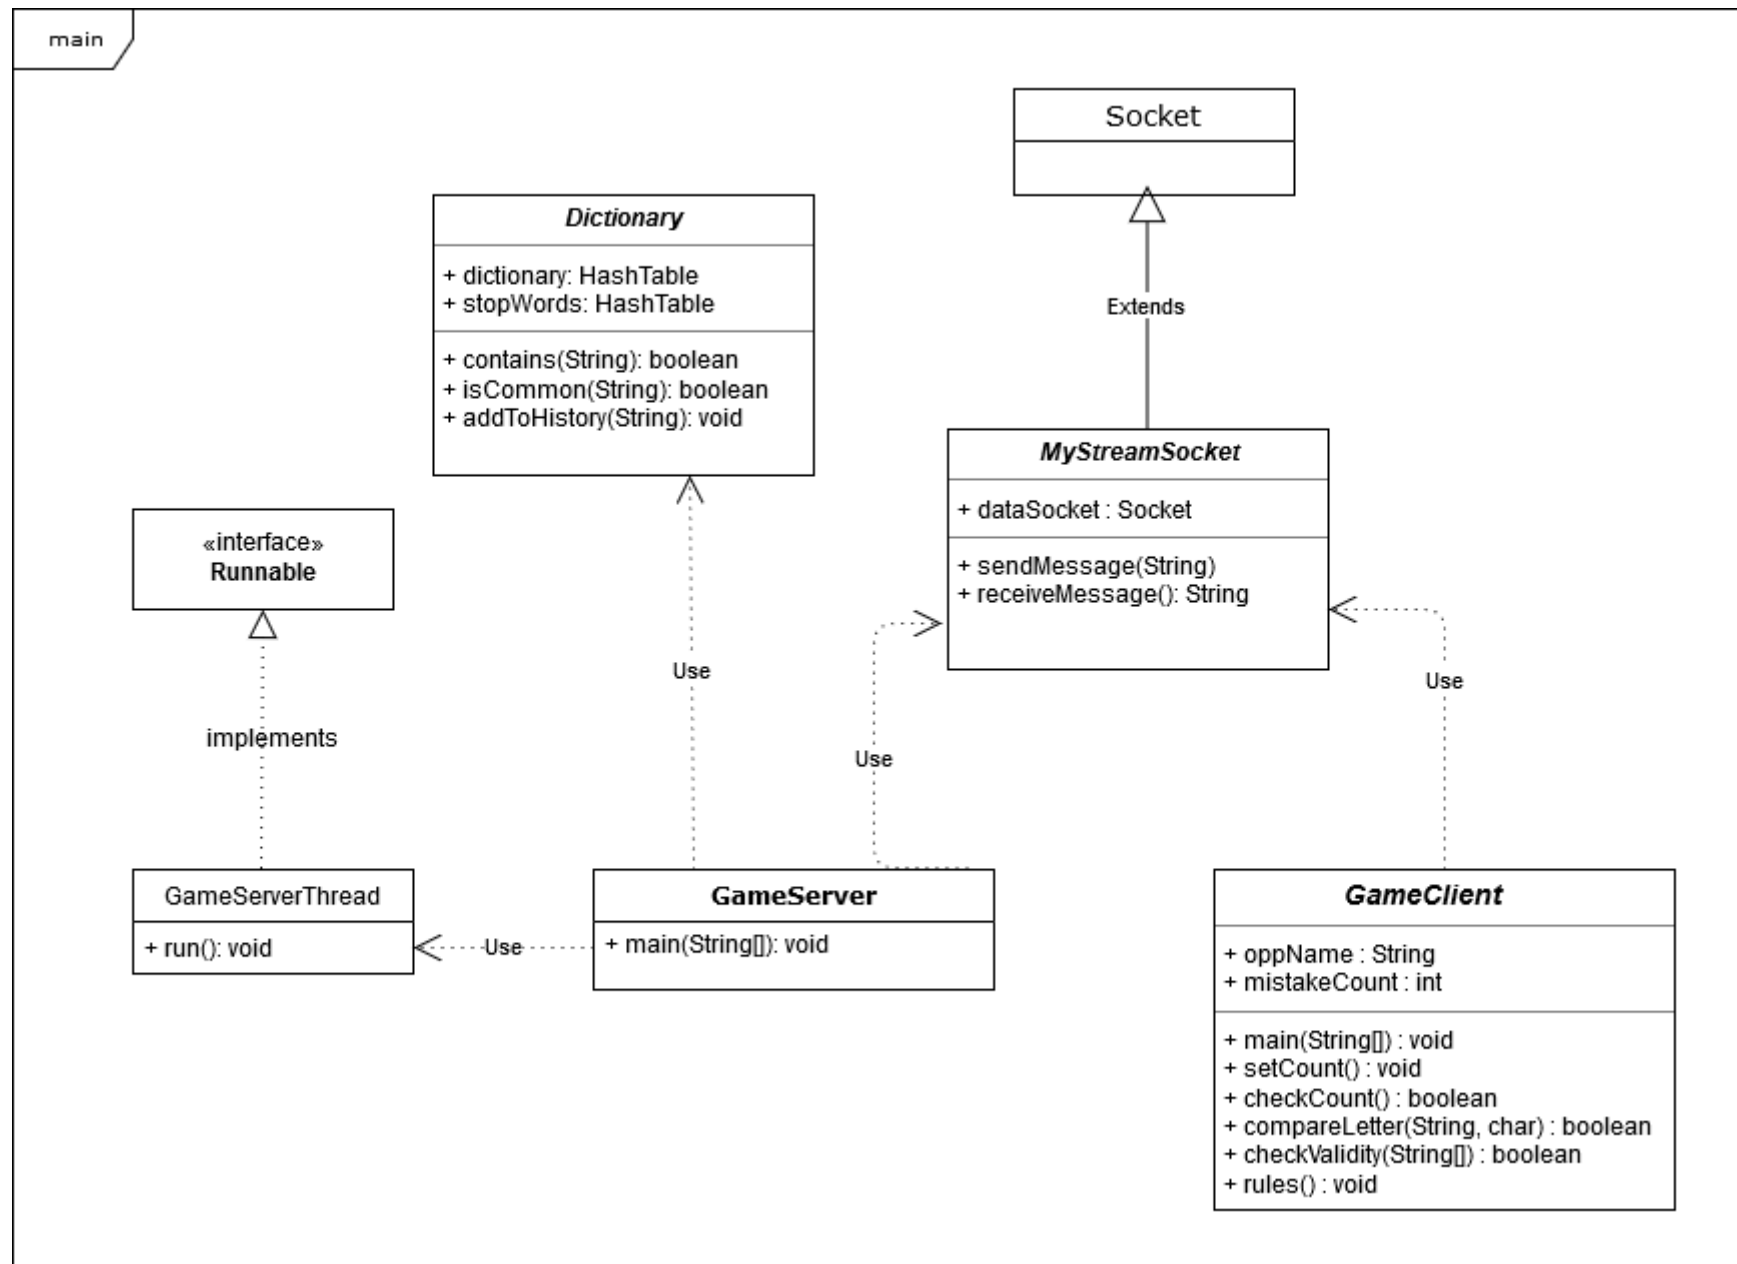 main
Socket
Dictionary
+ dictionary: HashTable
+ stopWords: HashTable
+ contains(String): boolean
+ isCommon(String): boolean
+ addToHistory(String): void
Extends
MyStreamSocket
+ dataSocket : Socket
+ sendMessage(String)
+ receiveMessage(): String
«interface»
Runnable
implements
Use
Use
Use
GameServerThread
+ run(): void
Use
GameServer
+ main(String[]): void
GameClient
+ oppName : String
+ mistakeCount : int
+ main(String[]) : void
+ setCount() : void
+ checkCount() : boolean
+ compareLetter(String, char) : boolean
+ checkValidity(String[]) : boolean
+ rules() : void